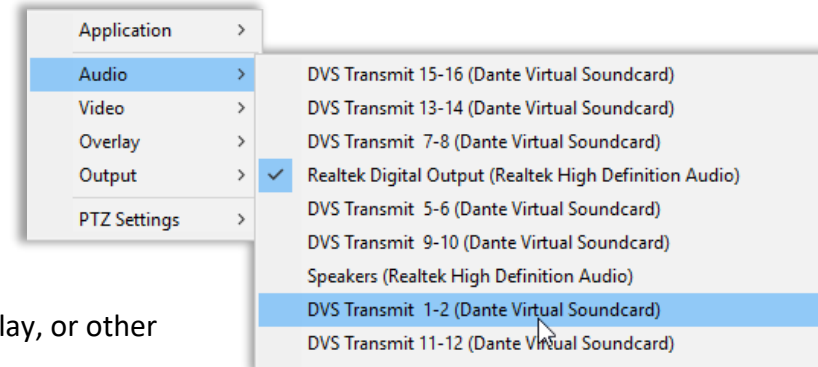 Application
Audio
Video
Overlay
Output
PTZ Settings
DVS Transmit 15-16 (Dante Virtual Soundcard)
DVS Transmit 13-14 (Dante Virtual Soundcard)
DVS Transmit 7-8 (Dante Virtual Soundcard)
Realtek Digital Output (Realtek High Definition Audio)
DVS Transmit 5-6 (Dante Virtual Soundcard)
DVS Transmit 9-10 (Dante Virtual Soundcard)
Speakers (Realtek High Definition Audio)
DVS Transmit 1-2 (Dante Virtual Soundcard)
DVS Transmit 11-12 (Dante Virtual Soundcard)
lay, or other